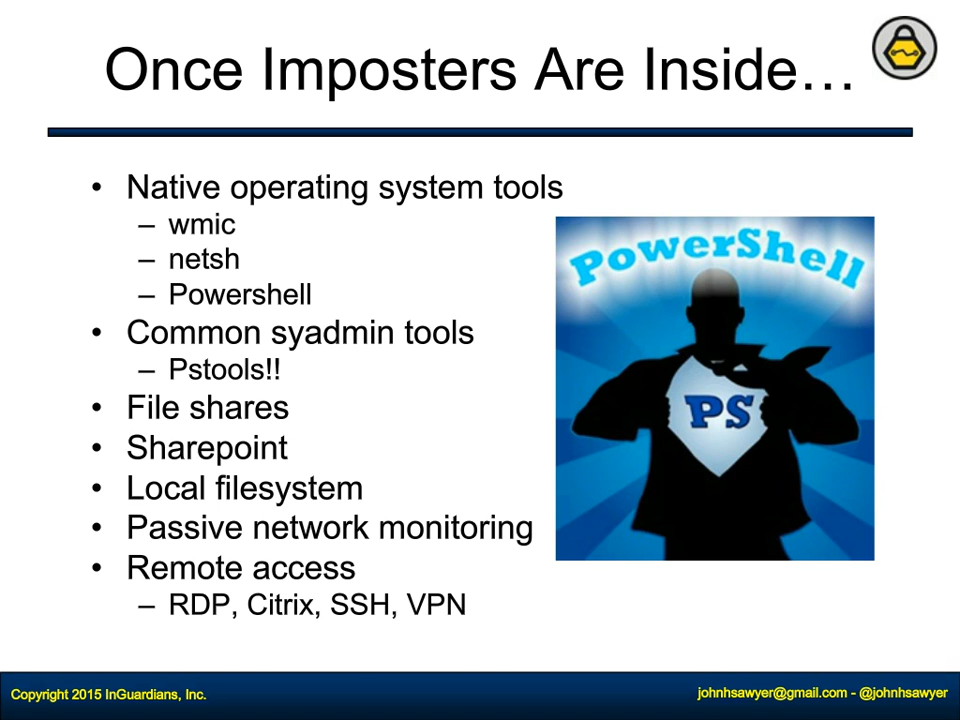 Once Imposters Are Inside…
• Native operating system tools
– wmic
– netsh
– Powershell
• Common syadmin tools
– Pstools!!
• File shares
• Sharepoint
• Local filesystem
• Passive network monitoring
• Remote access
– RDP, Citrix, SSH, VPN
PowerShell
PS
Copyright 2015 InGuardians, Inc.
johnhsawyer@gmail.com - @johnhsawyer